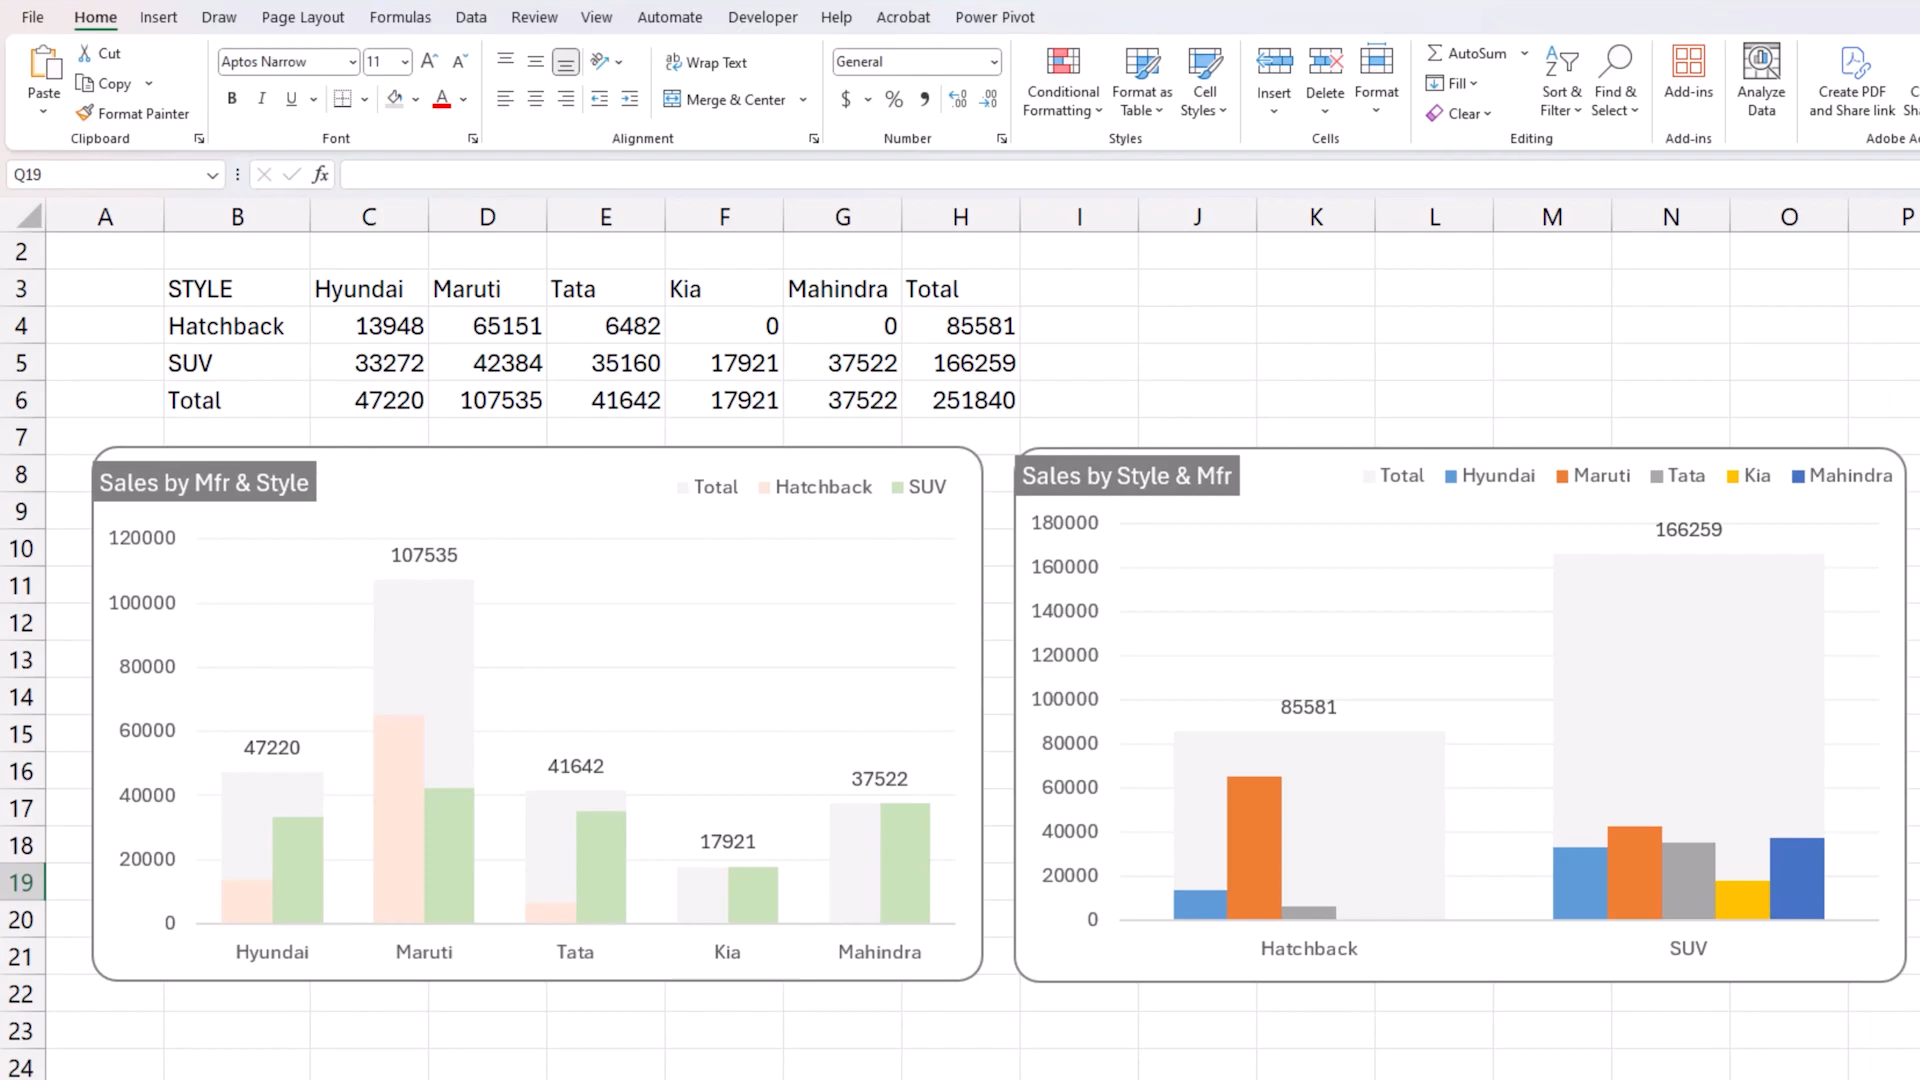 File Home Insert Draw Page Layout Formulas Data Review View Automate Developer Help Acrobat Power Pivot
Paste
Cut
Copy
Format Painter
Clipboard
Aptos Narrow 11
B I U
Font
Wrap Text
Merge & Center
Alignment
General
$ % ,
Number
Conditional Formatting
Format as Table
Cell Styles
Styles
Insert
Delete
Format
Cells
AutoSum
Fill
Clear
Sort & Filter
Find & Select
Editing
Add-ins
Add-ins
Analyze Data
Create PDF and Share link
Adobe
Q19
fx
A B C D E F G H I J K L M N O P
2
3 STYLE Hyundai Maruti Tata Kia Mahindra Total
4 Hatchback 13948 65151 6482 0 0 85581
5 SUV 33272 42384 35160 17921 37522 166259
6 Total 47220 107535 41642 17921 37522 251840
7
8
9
10
11
12
13
14
15
16
17
18
19
20
21
22
23
24
Sales by Mfr & Style
Total Hatchback SUV
120000
100000
80000
60000
40000
20000
0
47220
107535
41642
17921
37522
Hyundai Maruti Tata Kia Mahindra
Sales by Style & Mfr
Total Hyundai Maruti Tata Kia Mahindra
180000
160000
140000
120000
100000
80000
60000
40000
20000
0
85581
166259
Hatchback SUV